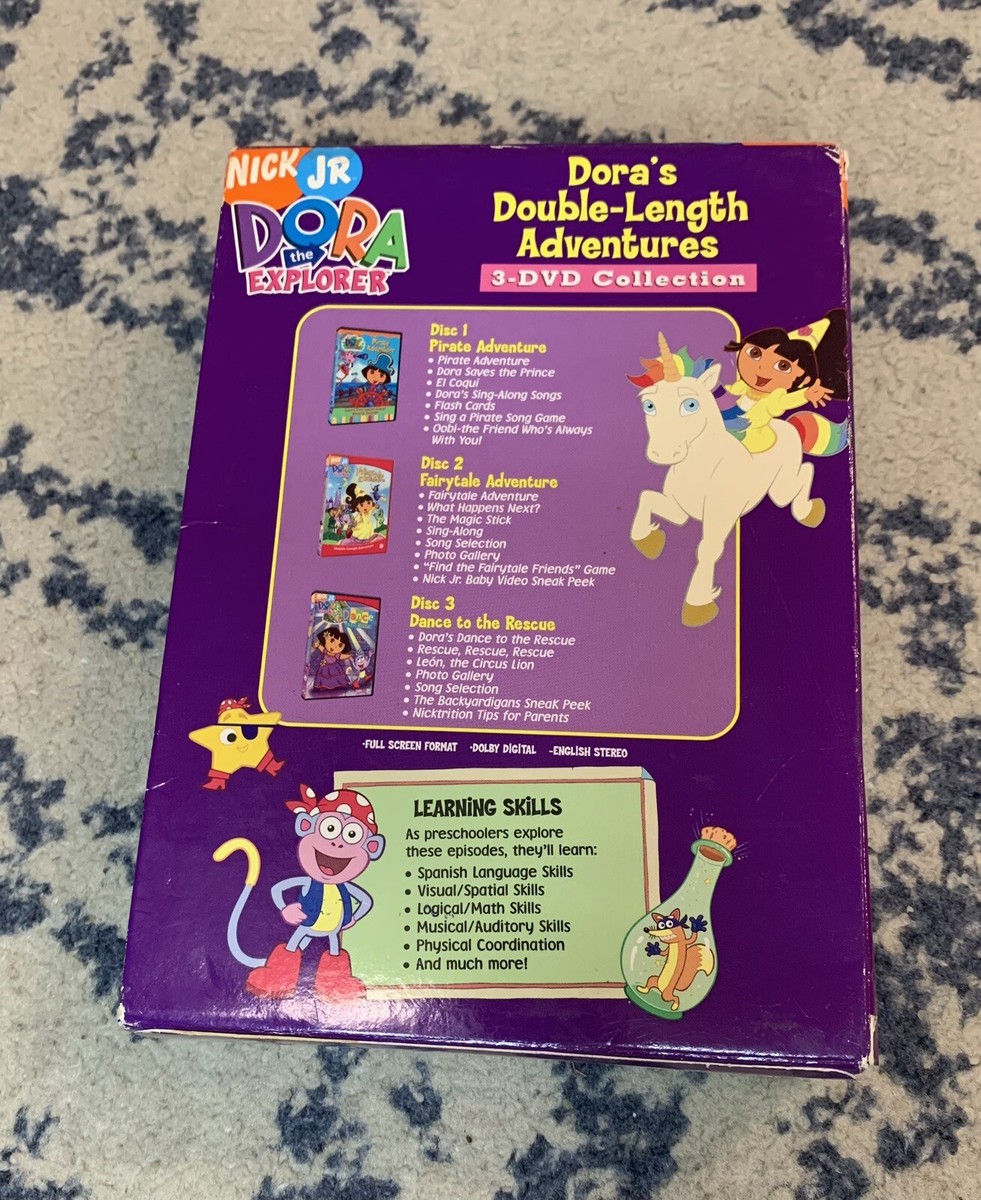 NICK JR
DORA
the
EXPLORER
Dora's
Double-Length
Adventures
3-DVD Collection
Disc 1
Pirate Adventure
• Pirate Adventure
• Dora Saves the Prince
• El Coquí
• Dora's Sing-Along Songs
• Flash Cards
• Sing a Pirate Song Game
• Oobi-the Friend Who's Always
With You!
Disc 2
Fairytale Adventure
• Fairytale Adventure
• What Happens Next?
• The Magic Stick
• Sing-Along
• Song Selection
• Photo Gallery
• "Find the Fairytale Friends" Game
• Nick Jr. Baby Video Sneak Peek
Disc 3
Dance to the Rescue
• Dora's Dance to the Rescue
• Rescue, Rescue, Rescue
• León, the Circus Lion
• Photo Gallery
• Song Selection
• The Backyardigans Sneak Peek
• Nicktrition Tips for Parents
•FULL SCREEN FORMAT •DOLBY DIGITAL -ENGLISH STEREO
LEARNING SKILLS
As preschoolers explore
these episodes, they'll learn:
• Spanish Language Skills
• Visual/Spatial Skills
• Logical/Math Skills
• Musical/Auditory Skills
• Physical Coordination
• And much more!